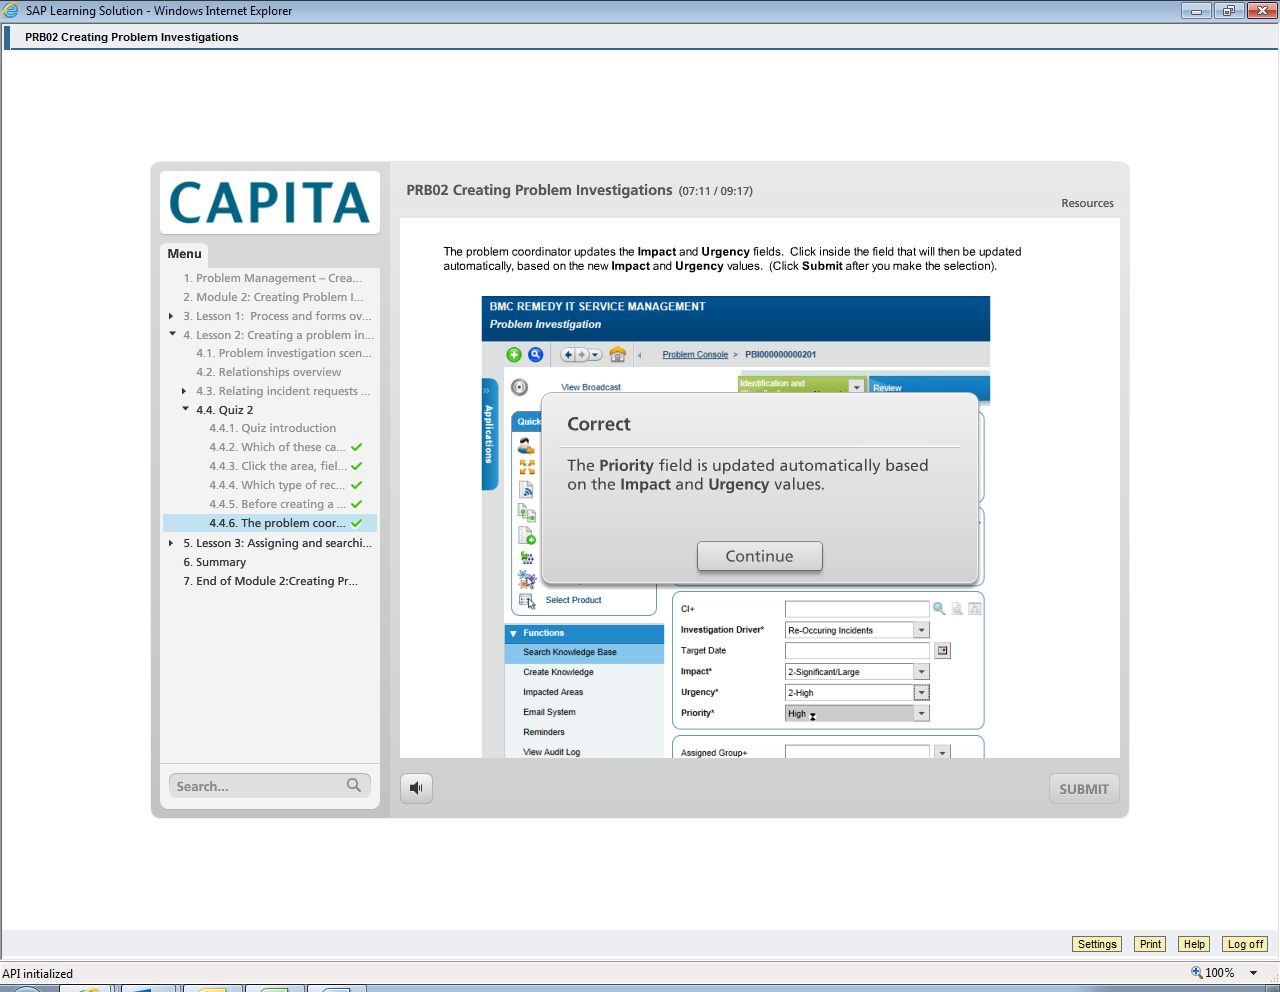 SAP Learning Solution - Windows Internet Explorer
PRB02 Creating Problem Investigations
CAPITA
PRB02 Creating Problem Investigations (07:11 / 09:17)
Resources
Menu
1. Problem Management – Crea...
2. Module 2: Creating Problem I...
3. Lesson 1: Process and forms ov...
4. Lesson 2: Creating a problem in...
4.1. Problem investigation scen...
4.2. Relationships overview
4.3. Relating incident requests ...
4.4. Quiz 2
4.4.1. Quiz introduction
4.4.2. Which of these ca...
4.4.3. Click the area, fiel...
4.4.4. Which type of rec...
4.4.5. Before creating a ...
4.4.6. The problem coor...
5. Lesson 3: Assigning and searchi...
6. Summary
7. End of Module 2:Creating Pr...
Search...
The problem coordinator updates the Impact and Urgency fields. Click inside the field that will then be updated
automatically, based on the new Impact and Urgency values. (Click Submit after you make the selection).
BMC REMEDY IT SERVICE MANAGEMENT
Problem Investigation
Problem Console > PBI000000000201
View Broadcast
Identification and
Review
Applications
Quick
Correct
The Priority field is updated automatically based
on the Impact and Urgency values.
Continue
Select Product
Functions
Search Knowledge Base
Create Knowledge
Impacted Areas
Email System
Reminders
View Audit Log
CI+
Investigation Driver* Re-Occuring Incidents
Target Date
Impact* 2-Significant/Large
Urgency* 2-High
Priority* High
Assigned Group+
SUBMIT
Settings Print Help Log off
API initialized
100%